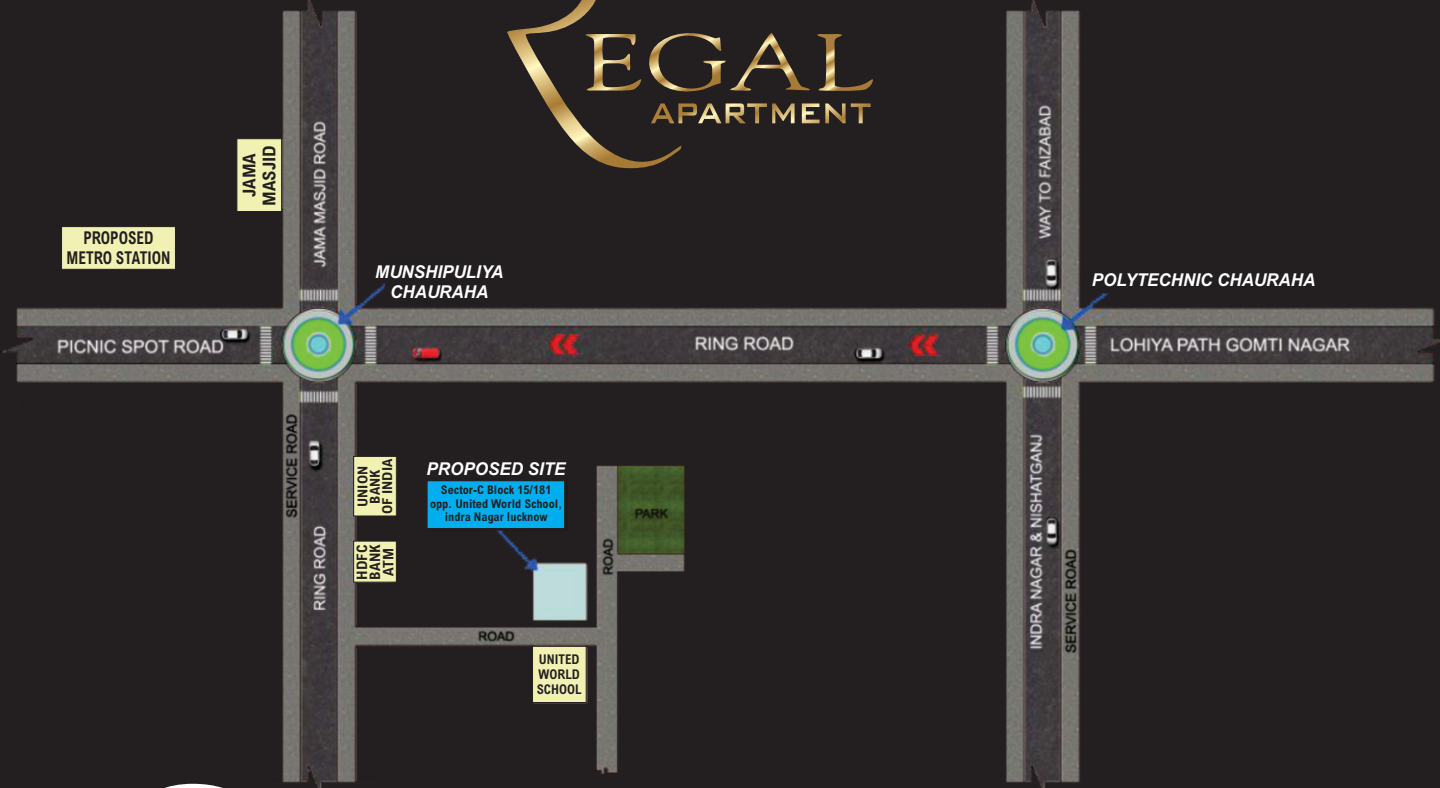 REGAL
APARTMENT
JAMA
MASJID
JAMA MASJID ROAD
WAY TO FAIZABAD
PROPOSED
METRO STATION
MUNSHIPULIYA
CHAURAHA
POLYTECHNIC CHAURAHA
PICNIC SPOT ROAD
RING ROAD
LOHIYA PATH GOMTI NAGAR
SERVICE ROAD
RING ROAD
UNION
BANK
OF INDIA
HDFC
BANK
ATM
PROPOSED SITE
Sector-C Block 15/181
opp. United World School,
indra Nagar lucknow
ROAD
PARK
INDRA NAGAR & NISHATGANJ
SERVICE ROAD
ROAD
UNITED
WORLD
SCHOOL